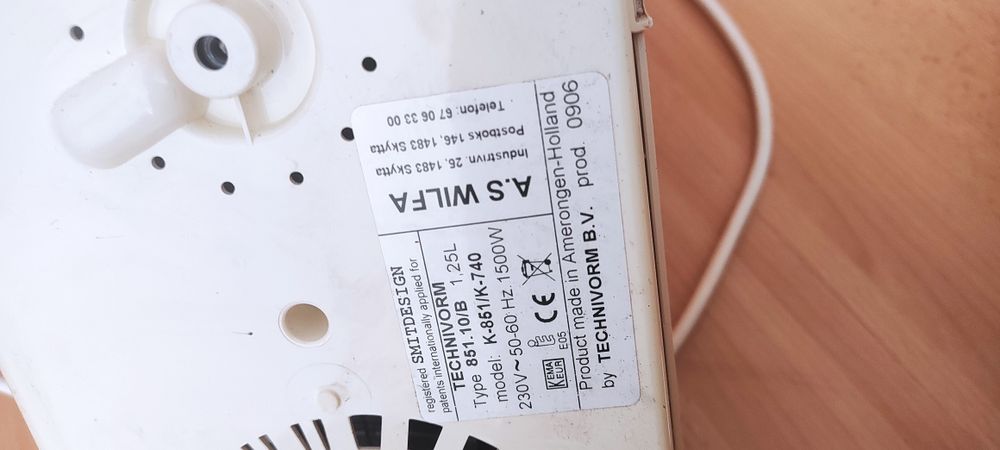 registered SMITDESIGN
patents internationally applied for
TECHNIVORM
Type 851.10/B 1,25L
model: K-851/K-740
230V~50-60 Hz.1500W
KEMA
KEUR
E05
CE
A.S WILFA
Industrivn. 25, 1483 Skytta
Postboks 146, 1483 Skytta
Telefon: 67 06 33 00
Product made in Amerongen-Holland
by TECHNIVORM B.V. prod. 0906